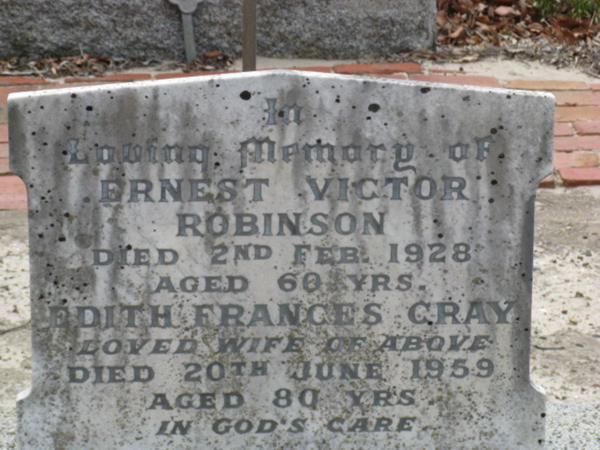 In
Loving Memory of
ERNEST VICTOR
ROBINSON
DIED 2ND FEB. 1928
AGED 60 YRS.
EDITH FRANCES GRAY
LOVED WIFE OF ABOVE
DIED 20TH JUNE 1959
AGED 80 YRS
IN GOD'S CARE